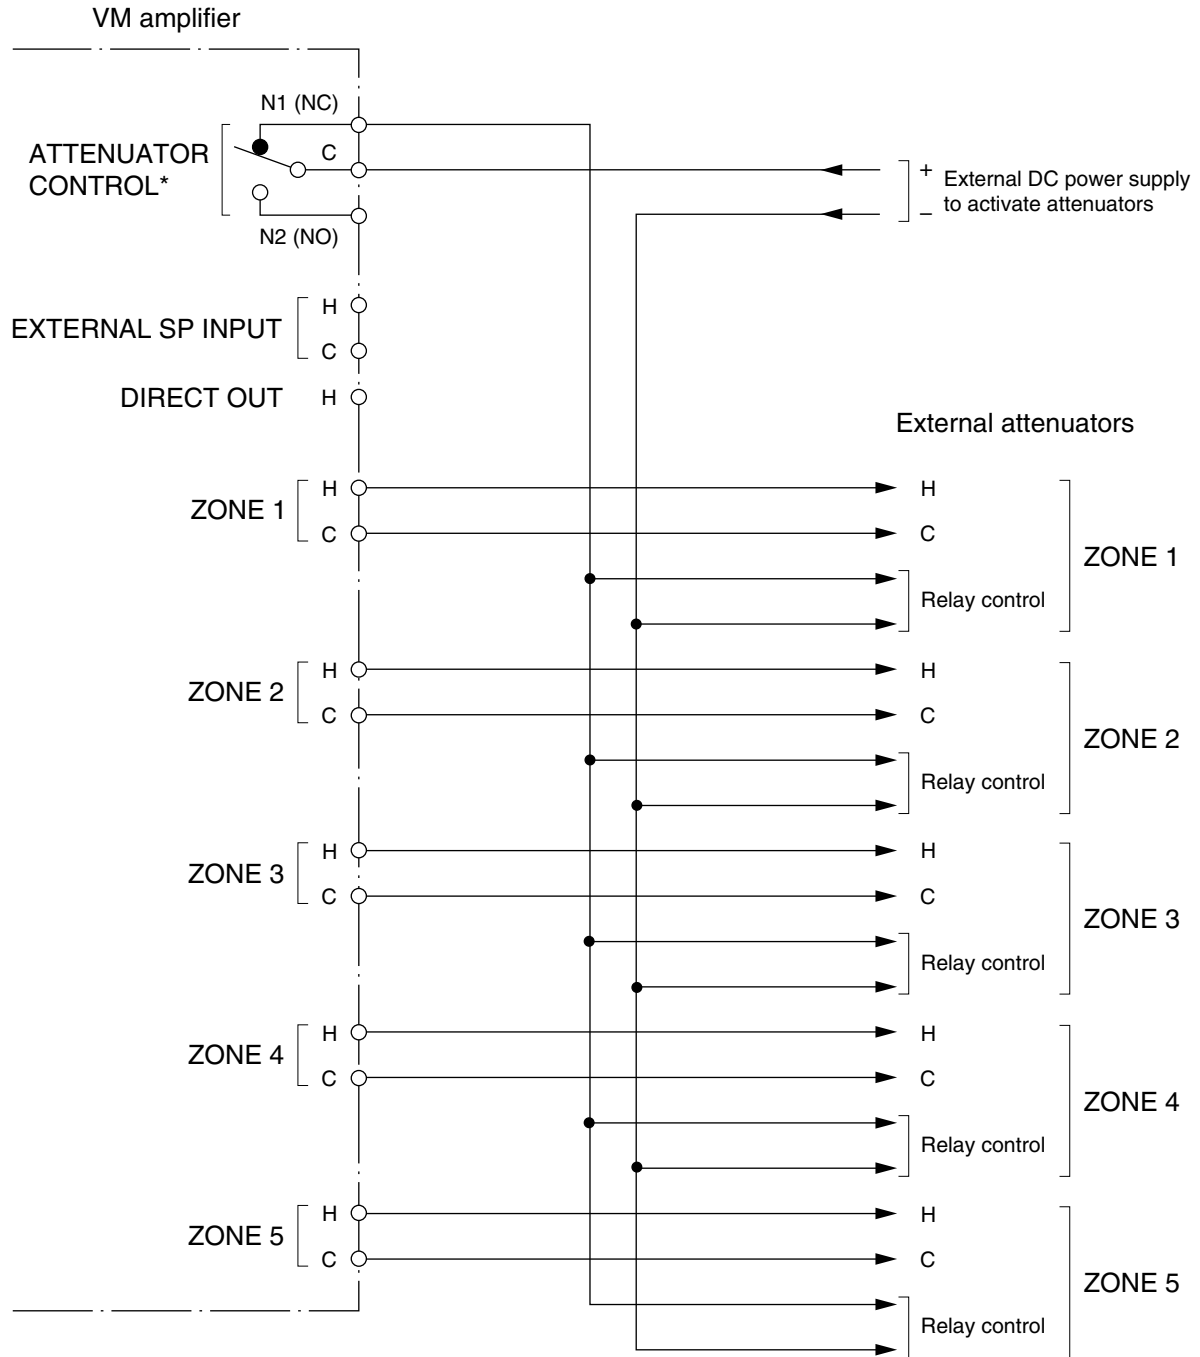 VM amplifier
N1 (NC)
ATTENUATOR
CONTROL*
C
N2 (NO)
+
−
External DC power supply
to activate attenuators
EXTERNAL SP INPUT
H
C
DIRECT OUT
H
External attenuators
ZONE 1
H
C
H
C
Relay control
ZONE 1
ZONE 2
H
C
H
C
Relay control
ZONE 2
ZONE 3
H
C
H
C
Relay control
ZONE 3
ZONE 4
H
C
H
C
Relay control
ZONE 4
ZONE 5
H
C
H
C
Relay control
ZONE 5